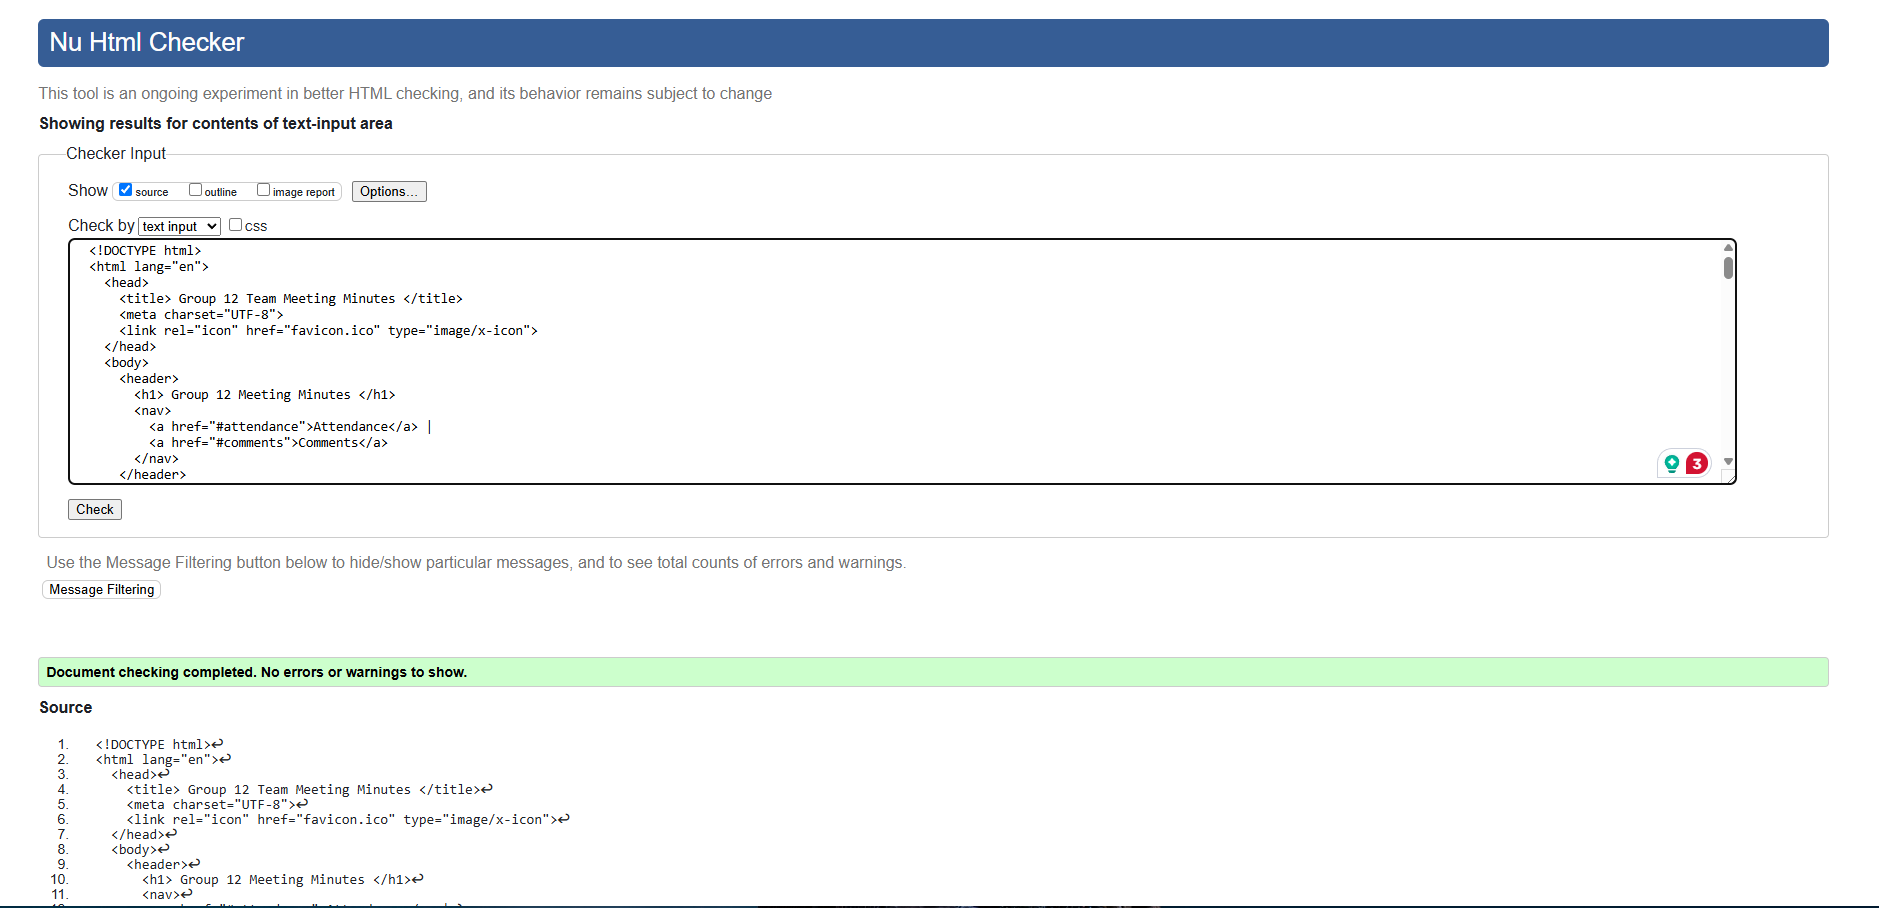 Nu Html Checker
This tool is an ongoing experiment in better HTML checking, and its behavior remains subject to change
Showing results for contents of text-input area
Checker Input
Show source outline image report Options...
Check by text input css
<!DOCTYPE html>
<html lang="en">
<head>
<title> Group 12 Team Meeting Minutes </title>
<meta charset="UTF-8">
<link rel="icon" href="favicon.ico" type="image/x-icon">
</head>
<body>
<header>
<h1> Group 12 Meeting Minutes </h1>
<nav>
<a href="#attendance">Attendance</a> |
<a href="#comments">Comments</a>
</nav>
</header>
3
Check
Use the Message Filtering button below to hide/show particular messages, and to see total counts of errors and warnings.
Message Filtering
Document checking completed. No errors or warnings to show.
Source
1. <!DOCTYPE html>↩
2. <html lang="en">↩
3. <head>↩
4. <title> Group 12 Team Meeting Minutes </title>↩
5. <meta charset="UTF-8">↩
6. <link rel="icon" href="favicon.ico" type="image/x-icon">↩
7. </head>↩
8. <body>↩
9. <header>↩
10. <h1> Group 12 Meeting Minutes </h1>↩
11. <nav>↩